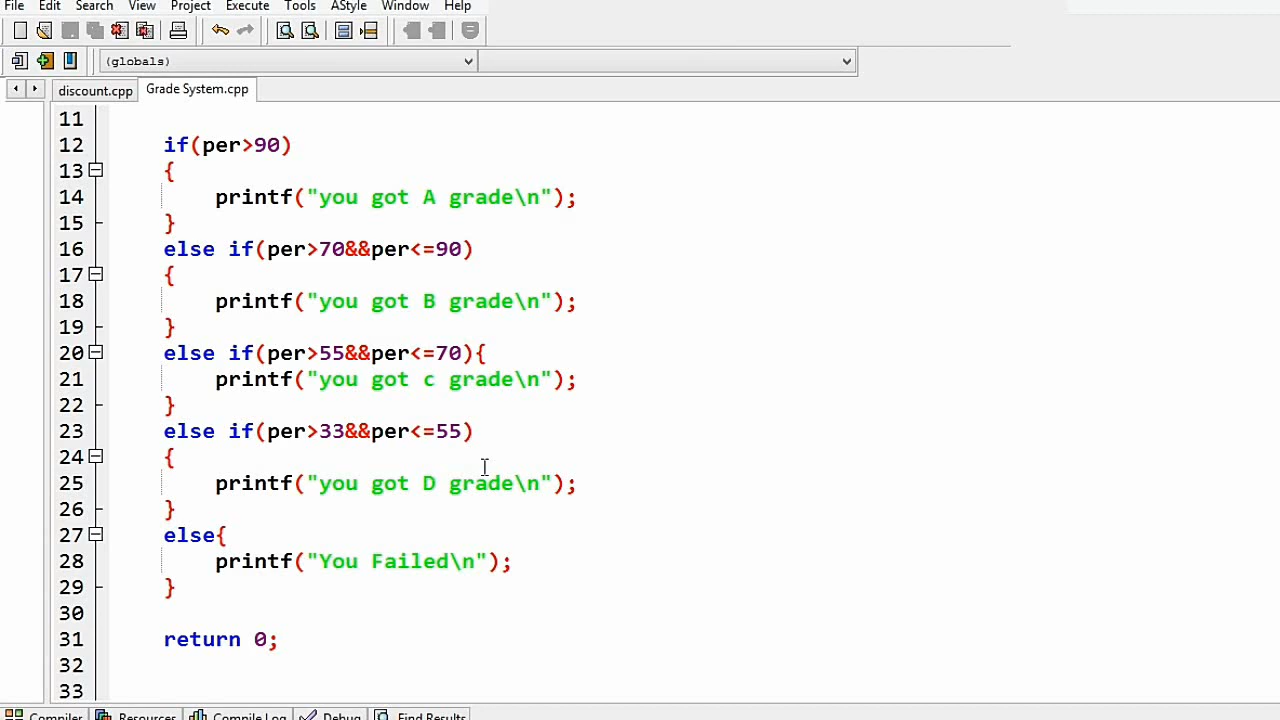 File Edit Search View Project Execute Tools AStyle Window Help
(globals)
discount.cpp Grade System.cpp
11
12 if(per>90)
13 {
14 printf("you got A grade\n");
15 }
16 else if(per>70&&per<=90)
17 {
18 printf("you got B grade\n");
19 }
20 else if(per>55&&per<=70){
21 printf("you got c grade\n");
22 }
23 else if(per>33&&per<=55)
24 {
25 printf("you got D grade\n");
26 }
27 else{
28 printf("You Failed\n");
29 }
30
31 return 0;
32
33
Compiler Resources Compile Log Debug Find Results